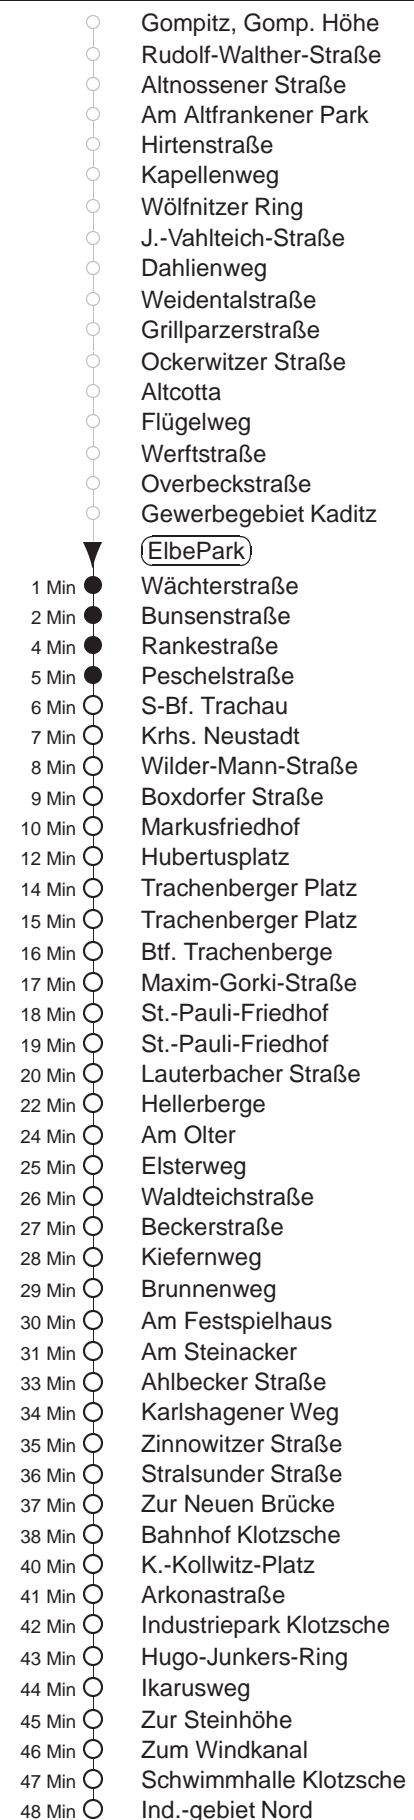 Gompitz, Gomp. Höhe
Rudolf-Walther-Straße
Altnossener Straße
Am Altfrankener Park
Hirtenstraße
Kapellenweg
Wölfnitzer Ring
J.-Vahlteich-Straße
Dahlienweg
Weidentalstraße
Grillparzerstraße
Ockerwitzer Straße
Altcotta
Flügelweg
Werftstraße
Overbeckstraße
Gewerbegebiet Kaditz
ElbePark
1 Min Wächterstraße
2 Min Bunsenstraße
4 Min Rankestraße
5 Min Peschelstraße
6 Min S-Bf. Trachau
7 Min Krhs. Neustadt
8 Min Wilder-Mann-Straße
9 Min Boxdorfer Straße
10 Min Markusfriedhof
12 Min Hubertusplatz
14 Min Trachenberger Platz
15 Min Trachenberger Platz
16 Min Btf. Trachenberge
17 Min Maxim-Gorki-Straße
18 Min St.-Pauli-Friedhof
19 Min St.-Pauli-Friedhof
20 Min Lauterbacher Straße
22 Min Hellerberge
24 Min Am Olter
25 Min Elsterweg
26 Min Waldteichstraße
27 Min Beckerstraße
28 Min Kiefernweg
29 Min Brunnenweg
30 Min Am Festspielhaus
31 Min Am Steinacker
33 Min Ahlbecker Straße
34 Min Karlshagener Weg
35 Min Zinnowitzer Straße
36 Min Stralsunder Straße
37 Min Zur Neuen Brücke
38 Min Bahnhof Klotzsche
40 Min K.-Kollwitz-Platz
41 Min Arkonastraße
42 Min Industriepark Klotzsche
43 Min Hugo-Junkers-Ring
44 Min Ikarusweg
45 Min Zur Steinhöhe
46 Min Zum Windkanal
47 Min Schwimmhalle Klotzsche
48 Min Ind.-gebiet Nord